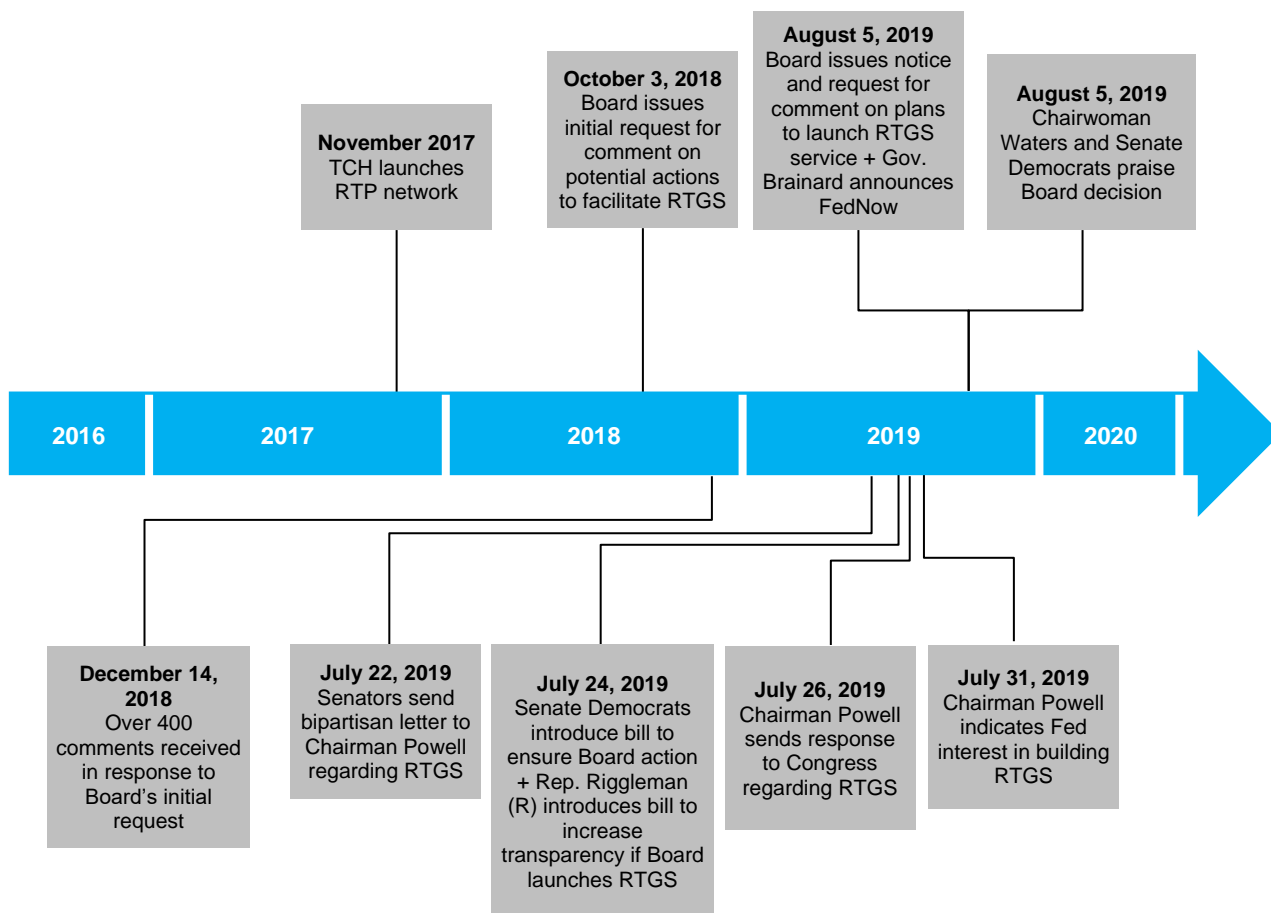 November 2017
TCH launches
RTP network
October 3, 2018
Board issues
initial request for
comment on
potential actions
to facilitate RTGS
August 5, 2019
Board issues notice
and request for
comment on plans
to launch RTGS
service + Gov.
Brainard announces
FedNow
August 5, 2019
Chairwoman
Waters and Senate
Democrats praise
Board decision
2016
2017
2018
2019
2020
December 14,
2018
Over 400
comments received
in response to
Board's initial
request
July 22, 2019
Senators send
bipartisan letter to
Chairman Powell
regarding RTGS
July 24, 2019
Senate Democrats
introduce bill to
ensure Board action
+ Rep. Riggleman
(R) introduces bill to
increase
transparency if Board
launches RTGS
July 26, 2019
Chairman Powell
sends response
to Congress
regarding RTGS
July 31, 2019
Chairman Powell
indicates Fed
interest in building
RTGS